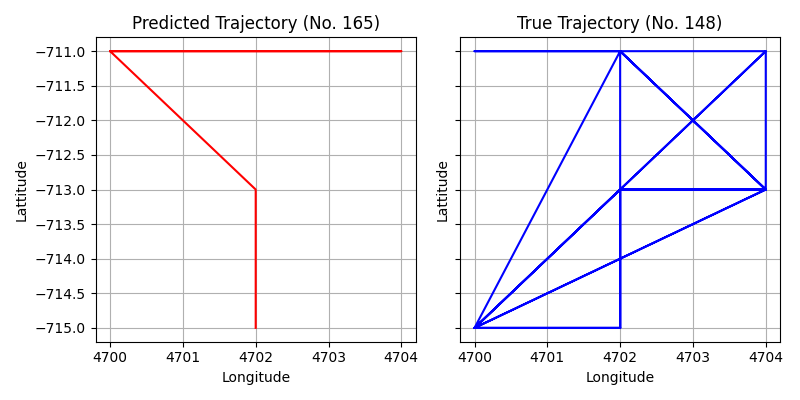 Predicted Trajectory (No. 165)
Lattitude
−711.0
−711.5
−712.0
−712.5
−713.0
−713.5
−714.0
−714.5
−715.0
4700 4701 4702 4703 4704
Longitude
True Trajectory (No. 148)
Lattitude
4700 4701 4702 4703 4704
Longitude